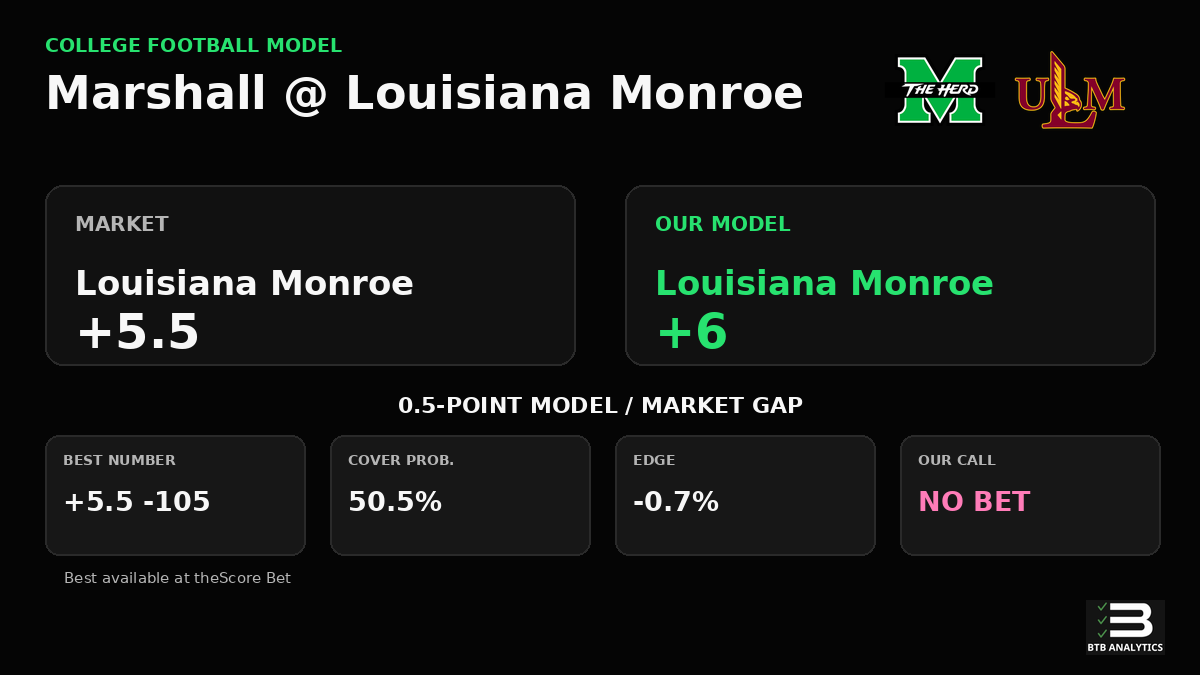 COLLEGE FOOTBALL MODEL
Marshall @ Louisiana Monroe
THE HERD
ULM
MARKET
Louisiana Monroe
+5.5
OUR MODEL
Louisiana Monroe
+6
0.5-POINT MODEL / MARKET GAP
BEST NUMBER
+5.5 -105
COVER PROB.
50.5%
EDGE
-0.7%
OUR CALL
NO BET
Best available at theScore Bet
BTB ANALYTICS